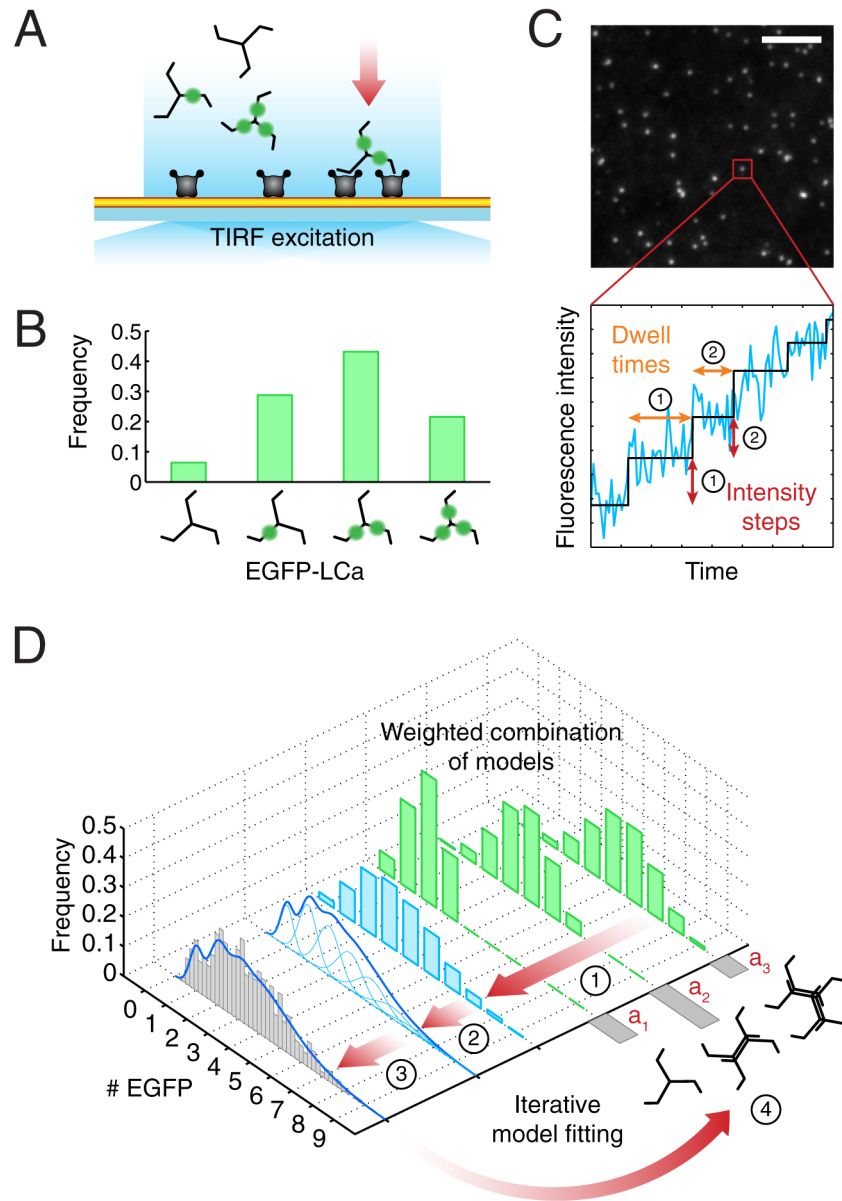 A
TIRF excitation
B
Frequency
0.5
0.4
0.3
0.2
0.1
0
EGFP-LCa
C
Fluorescence intensity
Dwell
times
1
2
1
2
Intensity
steps
Time
D
Weighted combination
of models
Frequency
0.5
0.4
0.3
0.2
0.1
0
0
1
2
3
4
5
6
7
8
9
# EGFP
1
2
3
a1
a2
a3
4
Iterative
model fitting